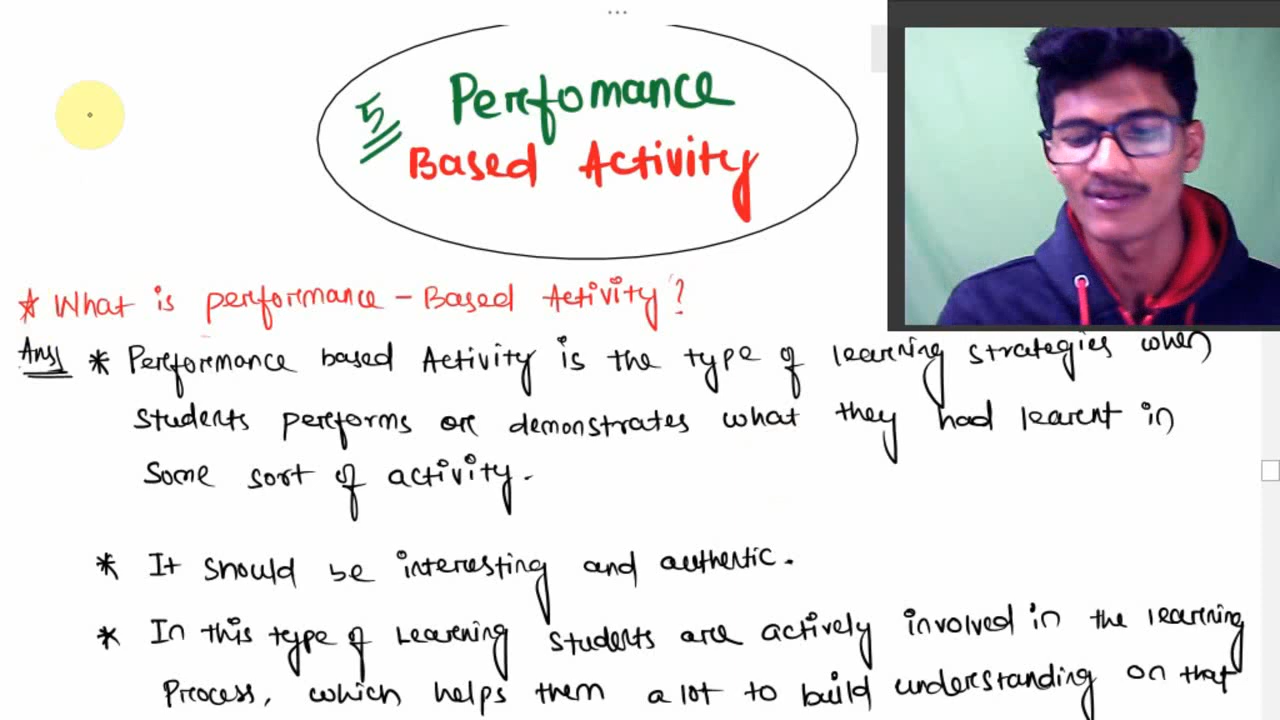 5 Perfomance
Based Activity
* What is performance - Based Activity?
Ans] * Performance based Activity is the type of learning strategies when
students performs or demonstrates what they had learent in
some sort of activity.
* It should be interesting and authentic.
* In this type of Learning students are actively involved in the learning
Process, which helps them a lot to build understanding on that